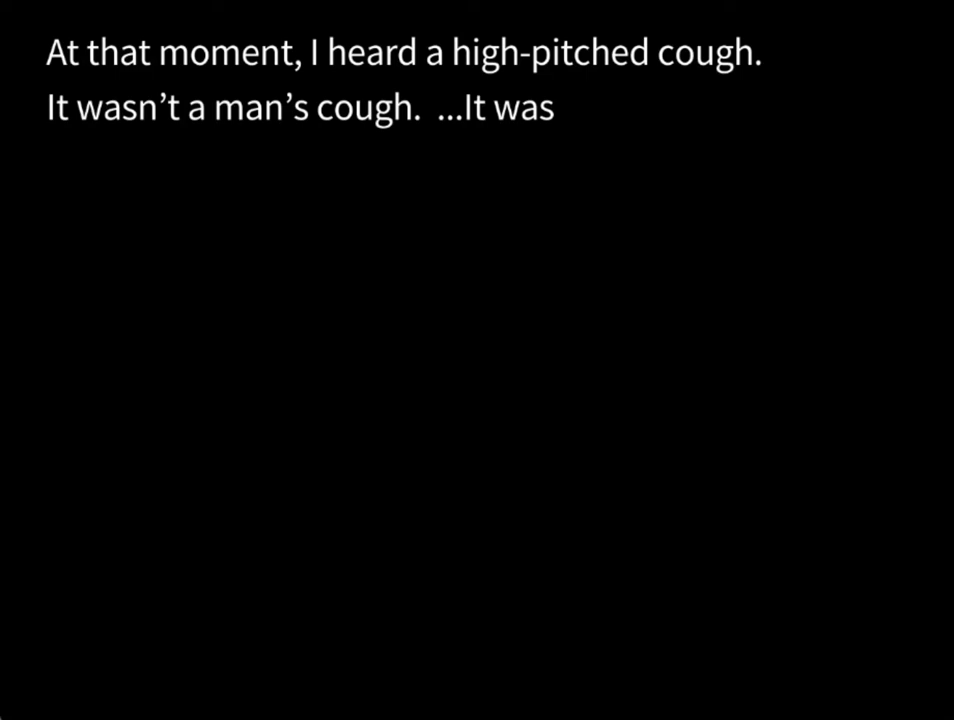 At that moment, I heard a high-pitched cough.
It wasn’t a man’s cough.  ...It was